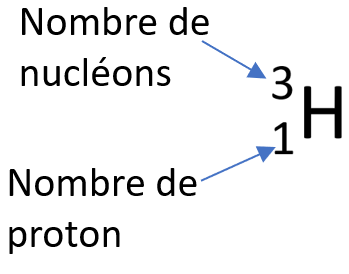 Nombre de
nucléons
3
H
1
Nombre de
proton